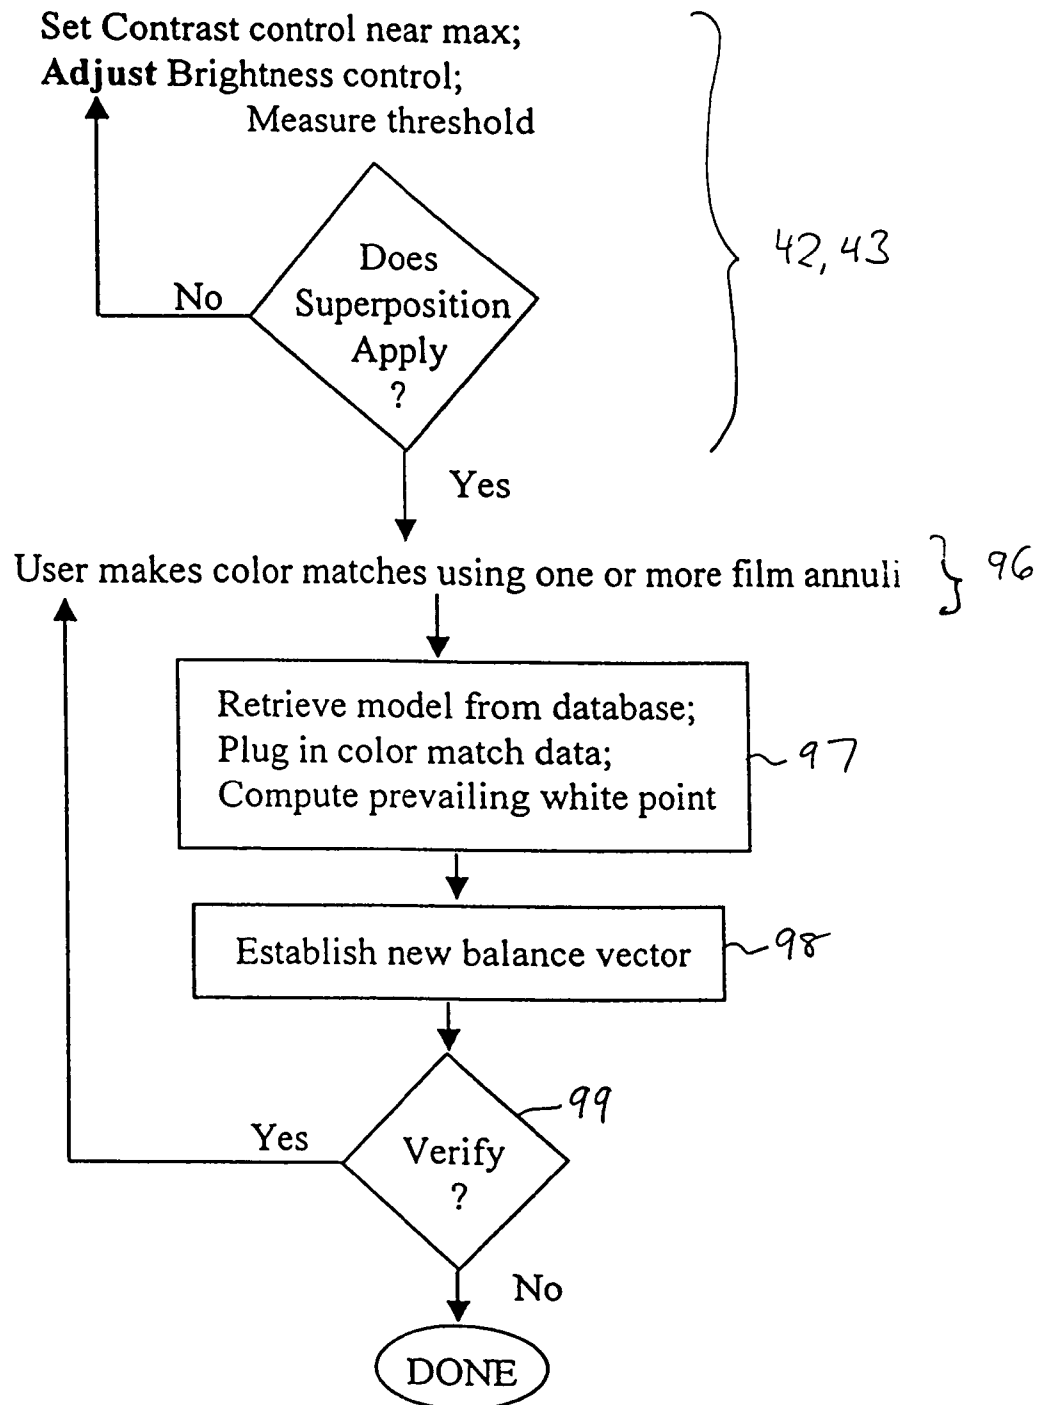 Set Contrast control near max;
Adjust Brightness control;
Measure threshold
Does
Superposition
Apply
?
42, 43
No
Yes
User makes color matches using one or more film annuli
96
Retrieve model from database;
Plug in color match data;
Compute prevailing white point
97
Establish new balance vector
98
99
Verify
?
Yes
No
DONE